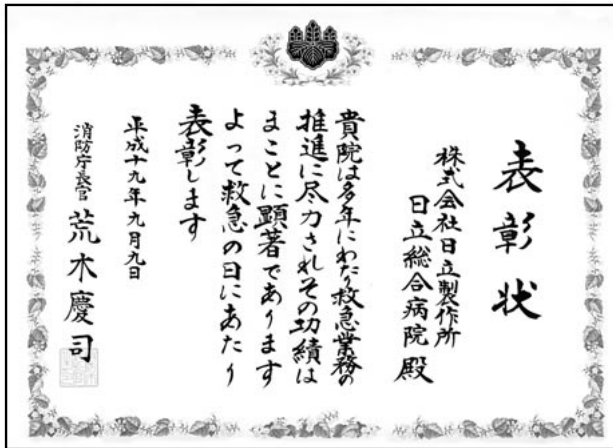 表彰状
株式会社日立製作所
日立総合病院殿
貴院は多年にわたり救急業務の
推進に尽力されその功績は
まことに顕著であります
よって救急の日にあたり
表彰します
平成十九年九月九日
消防庁長官 荒木慶司